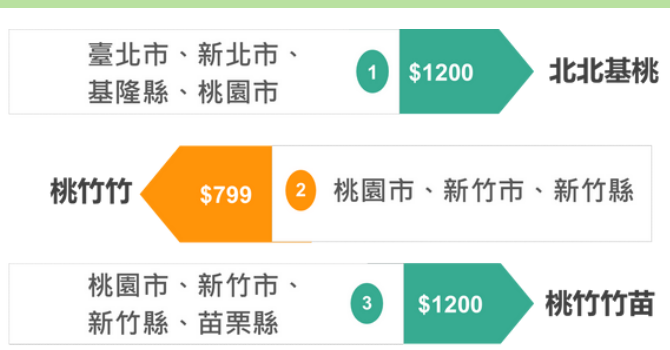 臺北市、新北市、
基隆縣、桃園市
1
$1200
北北基桃
桃竹竹
$799
2
桃園市、新竹市、新竹縣
桃園市、新竹市、
新竹縣、苗栗縣
3
$1200
桃竹竹苗